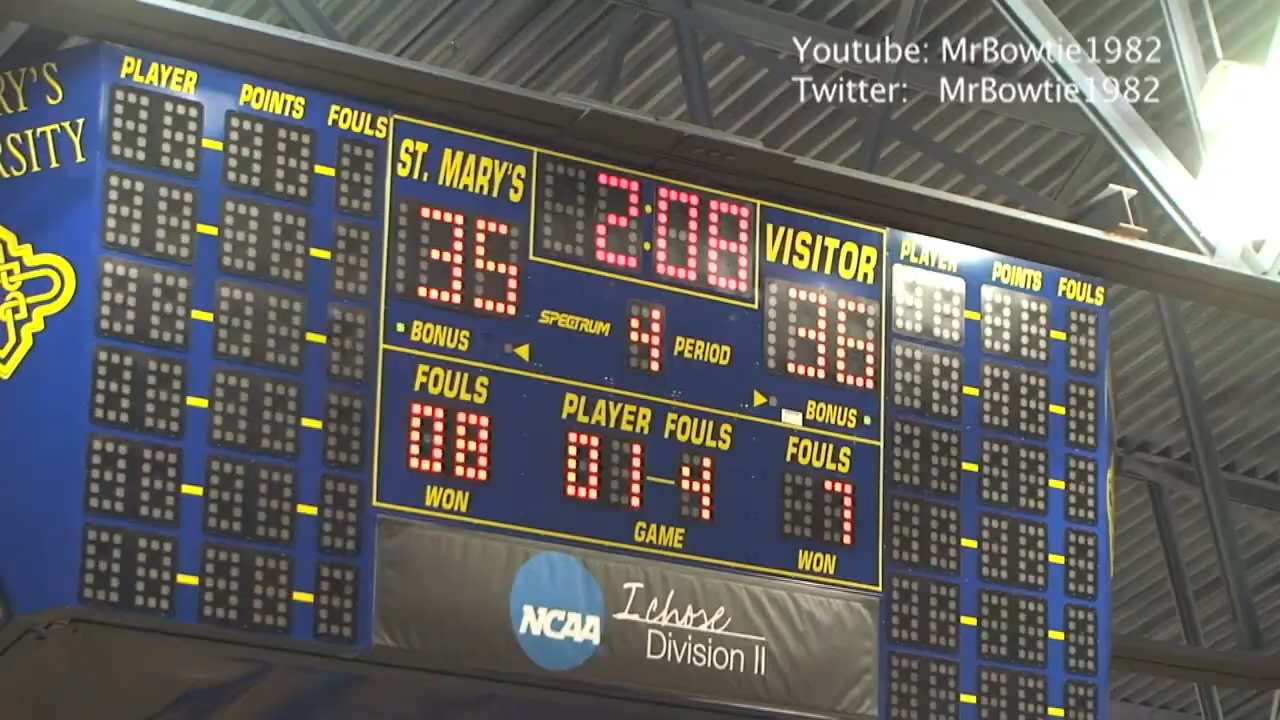 Youtube: MrBowtie1982
Twitter: MrBowtie1982
RY'S
RSITY
PLAYER POINTS FOULS
ST. MARY'S
2:08
VISITOR
35
36
BONUS
SPECTRUM
4 PERIOD
BONUS
FOULS
PLAYER FOULS
FOULS
08
01-4
7
WON
GAME
WON
PLAYER POINTS FOULS
NCAA
I chose
Division II